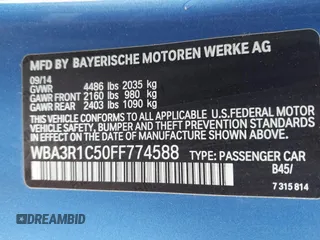 MFD BY BAYERISCHE MOTOREN WERKE AG
09/14
GVWR 4486 lbs 2035 kg
GAWR FRONT 2160 lbs 980 kg
GAWR REAR 2403 lbs 1090 kg
THIS VEHICLE CONFORMS TO ALL APPLICABLE U.S. FEDERAL MOTOR
VEHICLE SAFETY, BUMPER, AND THEFT PREVENTION STANDARDS IN
EFFECT ON THE DATE OF MANUFACTURE SHOWN ABOVE.
WBA3R1C50FF774588 TYPE: PASSENGER CAR
B45/
7 315 814
DREAMBID